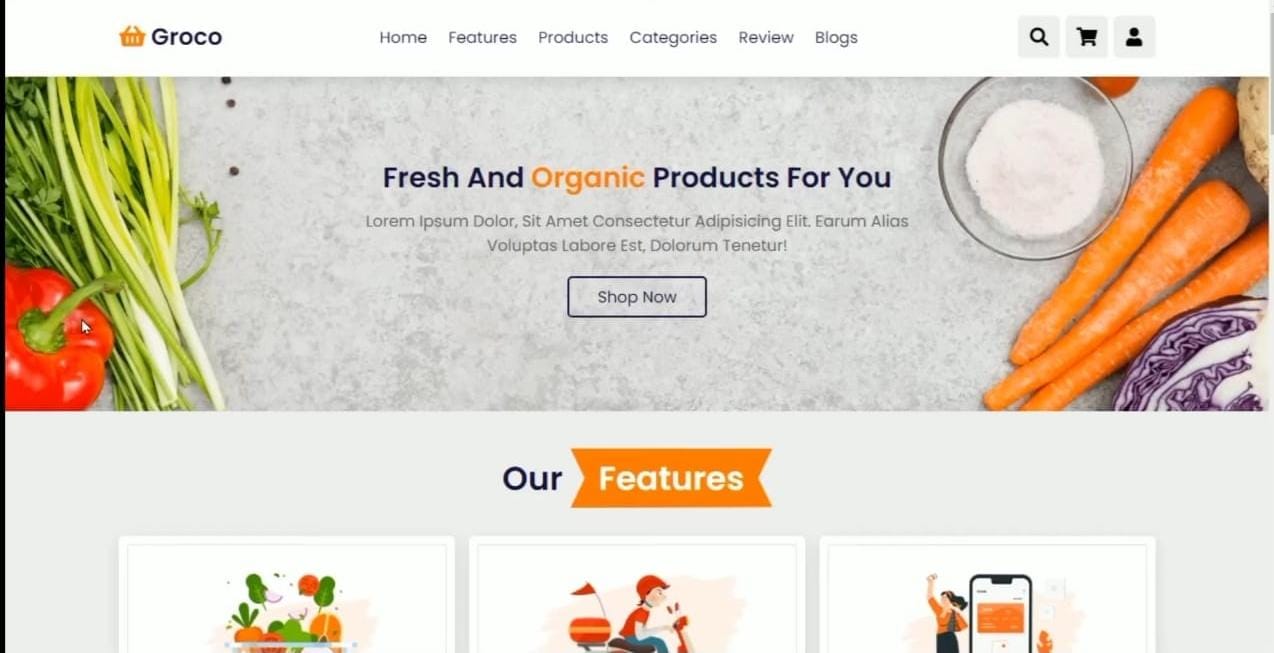 Groco
Home Features Products Categories Review Blogs
Fresh And Organic Products For You
Lorem Ipsum Dolor, Sit Amet Consectetur Adipisicing Elit. Earum Alias
Voluptas Labore Est, Dolorum Tenetur!
Shop Now
Our Features